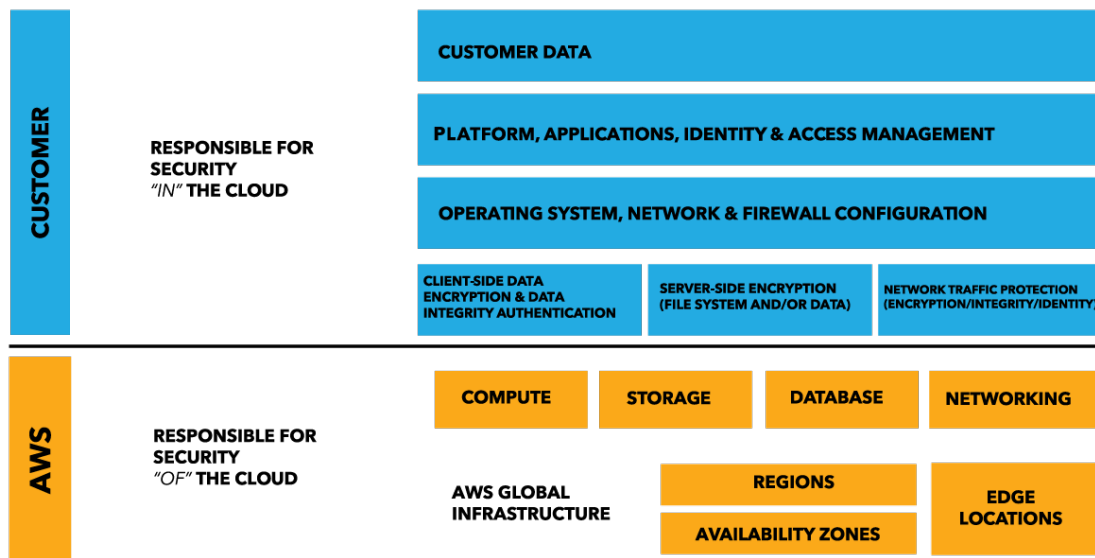 CUSTOMER
RESPONSIBLE FOR
SECURITY
"IN" THE CLOUD
CUSTOMER DATA
PLATFORM, APPLICATIONS, IDENTITY & ACCESS MANAGEMENT
OPERATING SYSTEM, NETWORK & FIREWALL CONFIGURATION
CLIENT-SIDE DATA
ENCRYPTION & DATA
INTEGRITY AUTHENTICATION
SERVER-SIDE ENCRYPTION
(FILE SYSTEM AND/OR DATA)
NETWORK TRAFFIC PROTECTION
(ENCRYPTION/INTEGRITY/IDENTITY)
AWS
RESPONSIBLE FOR
SECURITY
"OF" THE CLOUD
COMPUTE
STORAGE
DATABASE
NETWORKING
AWS GLOBAL
INFRASTRUCTURE
REGIONS
AVAILABILITY ZONES
EDGE
LOCATIONS